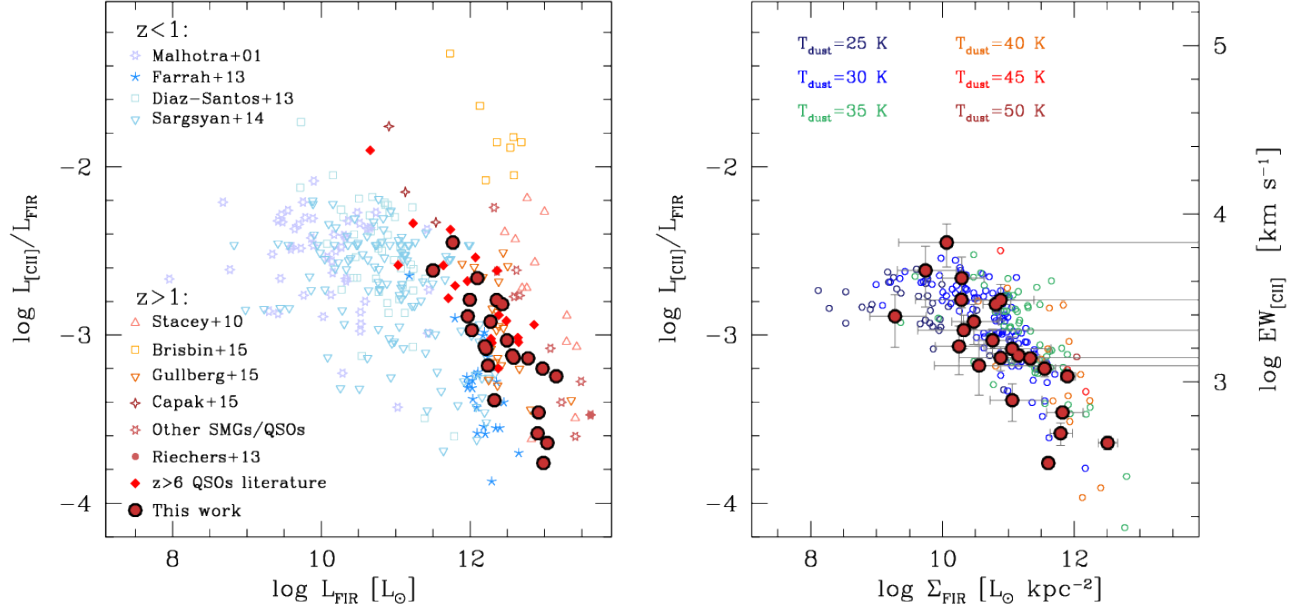 z<1:
Malhotra+01
Farrah+13
Diaz-Santos+13
Sargsyan+14
z>1:
Stacey+10
Brisbin+15
Gullberg+15
Capak+15
Other SMGs/QSOs
Riechers+13
z>6 QSOs literature
This work
log L[CII]/LFIR
-2
-3
-4
8
10
12
log LFIR [L⊙]
Tdust=25 K
Tdust=40 K
Tdust=30 K
Tdust=45 K
Tdust=35 K
Tdust=50 K
log L[CII]/LFIR
-2
-3
-4
8
10
12
log ΣFIR [L⊙ kpc−2]
5
4
3
log EW[CII] [km s−1]